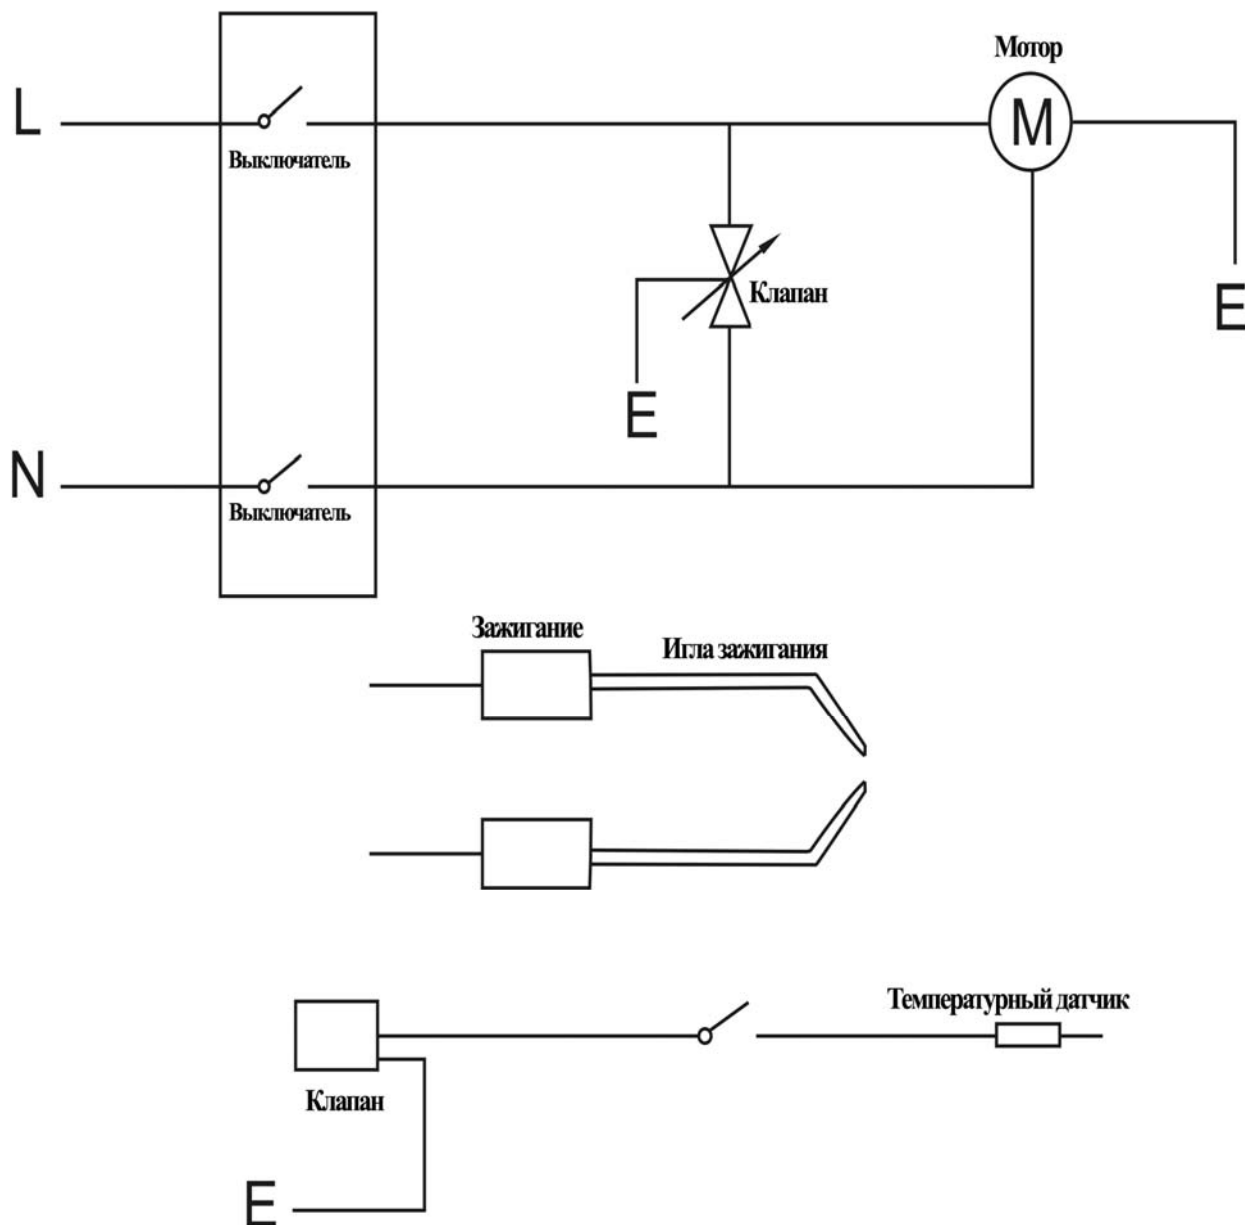 Мотор
L
M
Выключатель
Клапан
E
E
N
Выключатель
Зажигание
Игла зажигания
Температурный датчик
Клапан
E